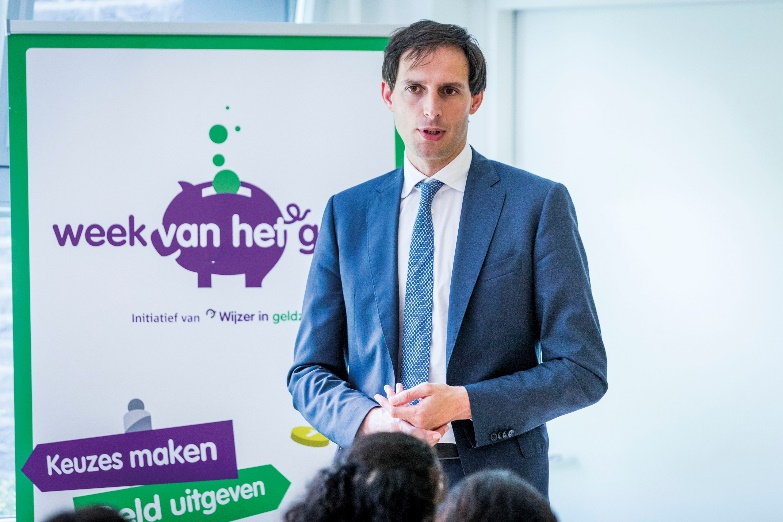 week van het g
Initiatief van Wijzer in geldz
Keuzes maken
eld uitgeven